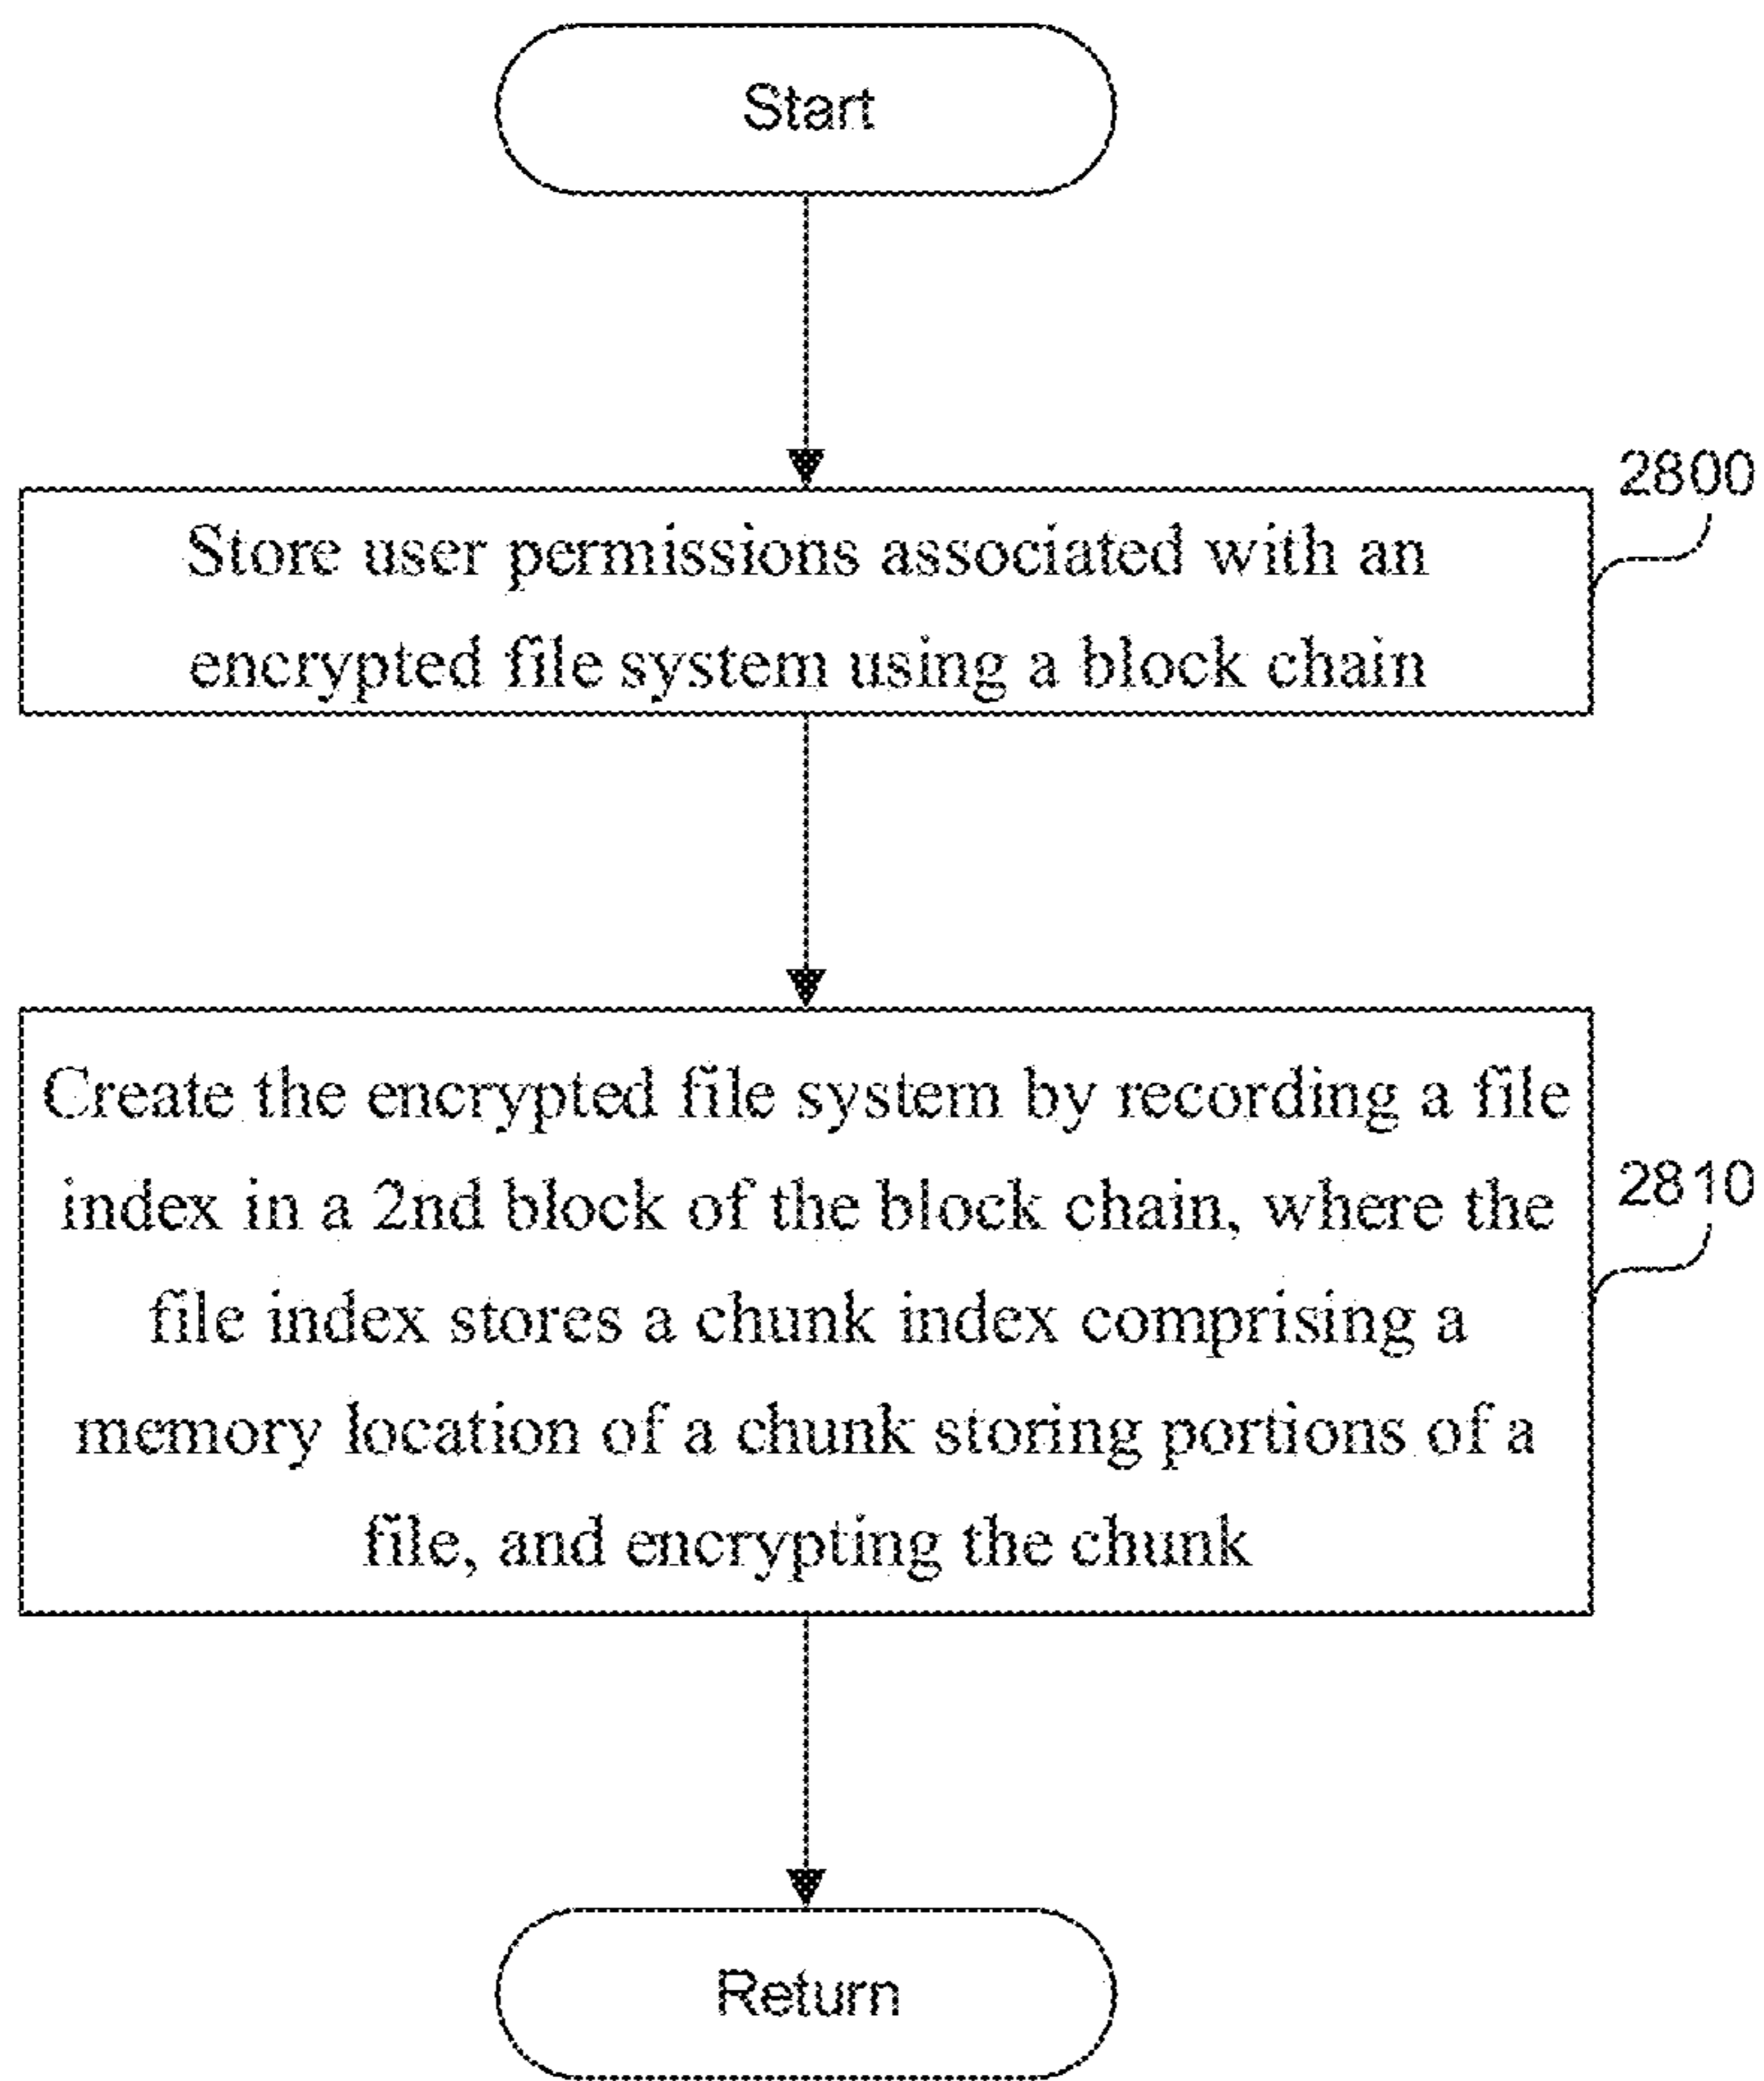 Start
2800
Store user permissions associated with an
encrypted file system using a block chain
Create the encrypted file system by recording a file
2810
index in a 2nd block of the block chain, where the
file index stores a chunk index comprising a
memory location of a chunk storing portions of a
file, and encrypting the chunk
Return